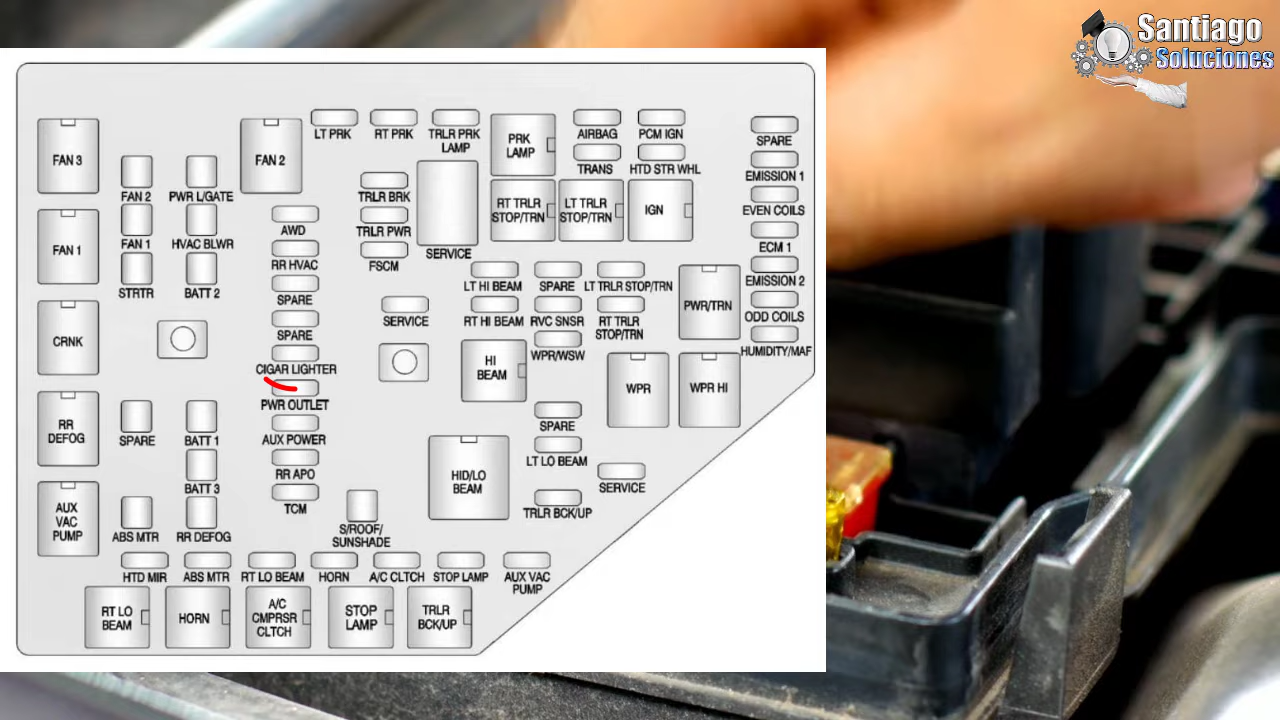 Santiago
Soluciones
FAN 3
FAN 2
PWR L/GATE
FAN 2
LT PRK
RT PRK
TRLR PRK
LAMP
PRK
LAMP
AIRBAG
PCM IGN
TRANS
HTD STR WHL
SPARE
EMISSION 1
EVEN COILS
ECM 1
EMISSION 2
ODD COILS
HUMIDITY/MAF
FAN 1
FAN 1
HVAC BLWR
STRTR
BATT 2
AWD
RR HVAC
SPARE
SPARE
CIGAR LIGHTER
PWR OUTLET
AUX POWER
RR APO
TCM
TRLR BRK
TRLR PWR
FSCM
SERVICE
RT TRLR
STOP/TRN
LT TRLR
STOP/TRN
IGN
LT HI BEAM
SPARE
LT TRLR STOP/TRN
RT HI BEAM
RVC SNSR
RT TRLR
STOP/TRN
WPR/WSW
PWR/TRN
SERVICE
HI
BEAM
WPR
WPR HI
CRNK
RR
DEFOG
SPARE
BATT 1
BATT 3
AUX
VAC
PUMP
ABS MTR
RR DEFOG
S/ROOF/
SUNSHADE
HID/LO
BEAM
SPARE
LT LO BEAM
SERVICE
TRLR BCK/UP
HTD MIR
ABS MTR
RT LO BEAM
HORN
A/C CLTCH
STOP LAMP
AUX VAC
PUMP
RT LO
BEAM
HORN
A/C
CMPRSR
CLTCH
STOP
LAMP
TRLR
BCK/UP